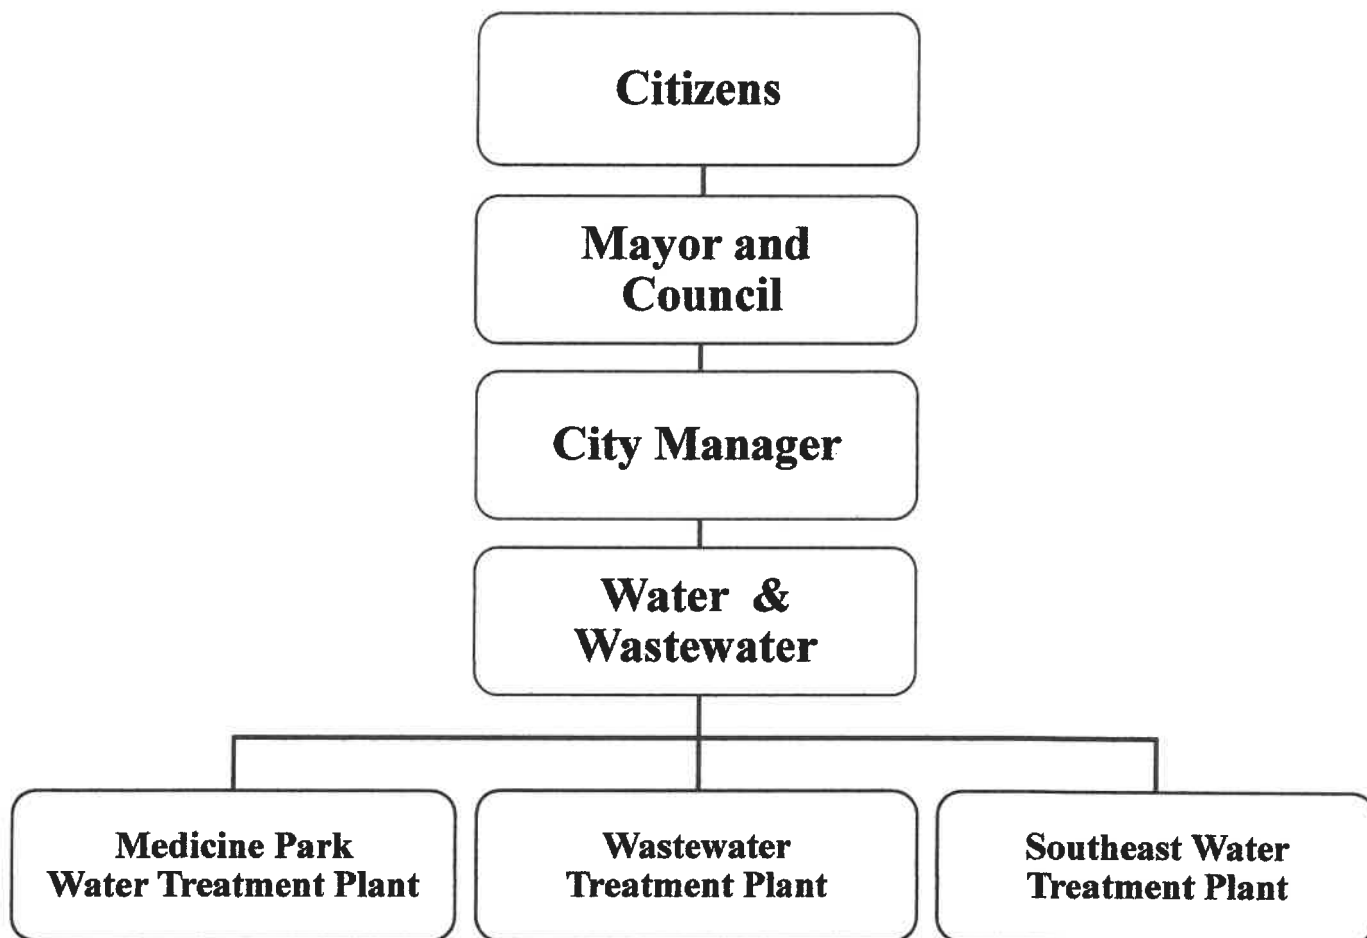 Citizens
Mayor and
Council
City Manager
Water & 
Wastewater
Medicine Park
Water Treatment Plant
Wastewater
Treatment Plant
Southeast Water
Treatment Plant